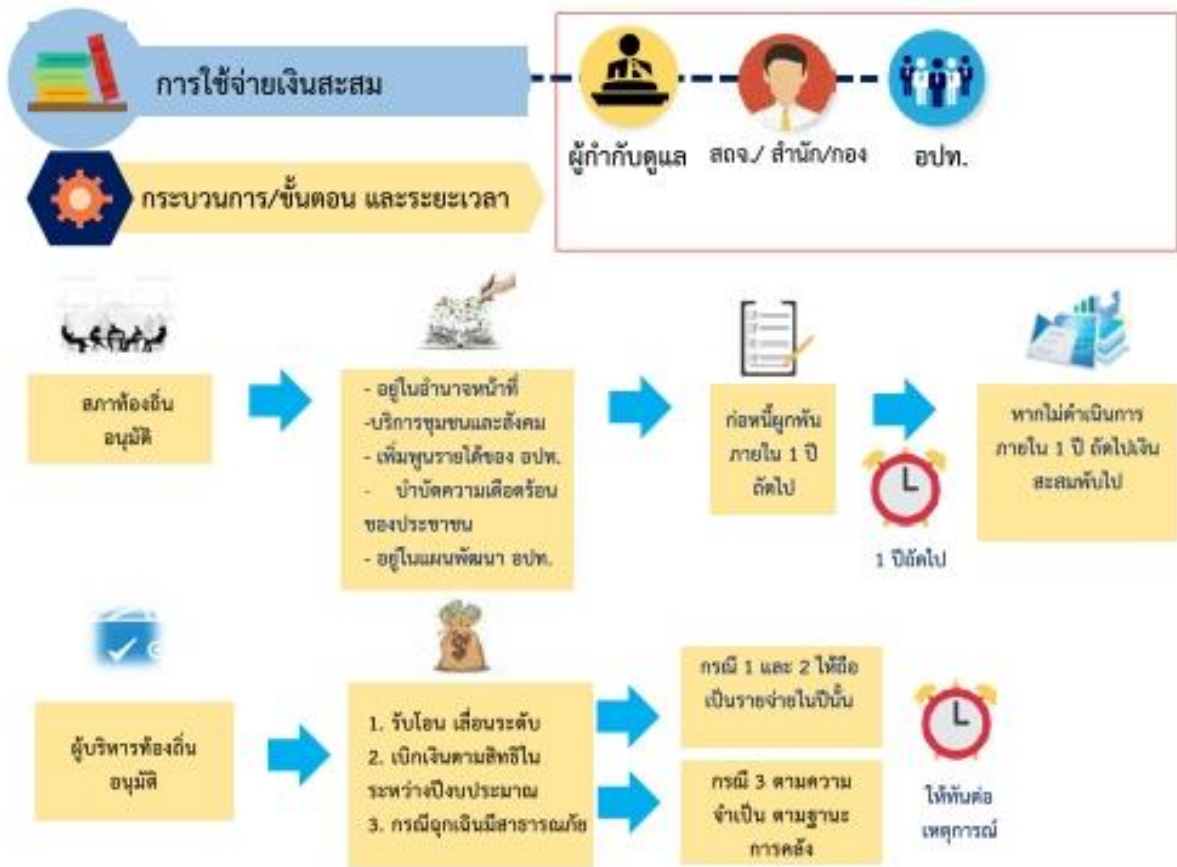 การใช้จ่ายเงินสะสม
ผู้กำกับดูแล
สถจ./ สำนัก/กอง
อปท.
กระบวนการ/ขั้นตอน และระยะเวลา
สภาท้องถิ่น
อนุมัติ
- อยู่ในอำนาจหน้าที่
-บริการชุมชนและสังคม
- เพิ่มพูนรายได้ของ อปท.
- บำบัดความเดือดร้อน
ของประชาชน
- อยู่ในแผนพัฒนา อปท.
ก่อหนี้ผูกพัน
ภายใน 1 ปี
ถัดไป
1 ปีถัดไป
หากไม่ดำเนินการ
ภายใน 1 ปี ถัดไปเงิน
สะสมพับไป
ผู้บริหารท้องถิ่น
อนุมัติ
1. รับโอน เลื่อนระดับ
2. เบิกเงินตามสิทธิใน
ระหว่างปีงบประมาณ
3. กรณีฉุกเฉินมีสาธารณภัย
กรณี 1 และ 2 ให้ถือ
เป็นรายจ่ายในปีนั้น
กรณี 3 ตามความ
จำเป็น ตามฐานะ
การคลัง
ให้ทันต่อ
เหตุการณ์